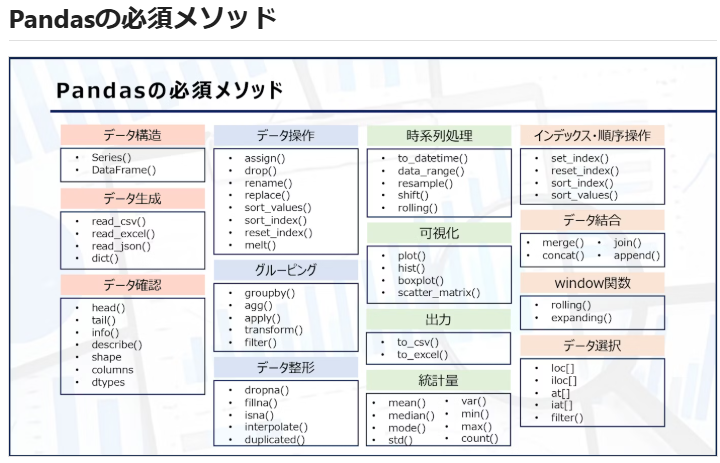 Pandasの必須メソッド
Pandasの必須メソッド
データ構造
• Series()
• DataFrame()
データ生成
• read_csv()
• read_excel()
• read_json()
• dict()
データ確認
• head()
• tail()
• info()
• describe()
• shape
• columns
• dtypes
データ操作
• assign()
• drop()
• rename()
• replace()
• sort_values()
• sort_index()
• reset_index()
• melt()
グルーピング
• groupby()
• agg()
• apply()
• transform()
• filter()
データ整形
• dropna()
• fillna()
• isna()
• interpolate()
• duplicated()
時系列処理
• to_datetime()
• data_range()
• resample()
• shift()
• rolling()
可視化
• plot()
• hist()
• boxplot()
• scatter_matrix()
出力
• to_csv()
• to_excel()
統計量
• mean() • var()
• median() • min()
• mode() • max()
• std() • count()
インデックス・順序操作
• set_index()
• reset_index()
• sort_index()
• sort_values()
データ結合
• merge() • join()
• concat() • append()
window関数
• rolling()
• expanding()
データ選択
• loc[]
• iloc[]
• at[]
• iat[]
• filter()